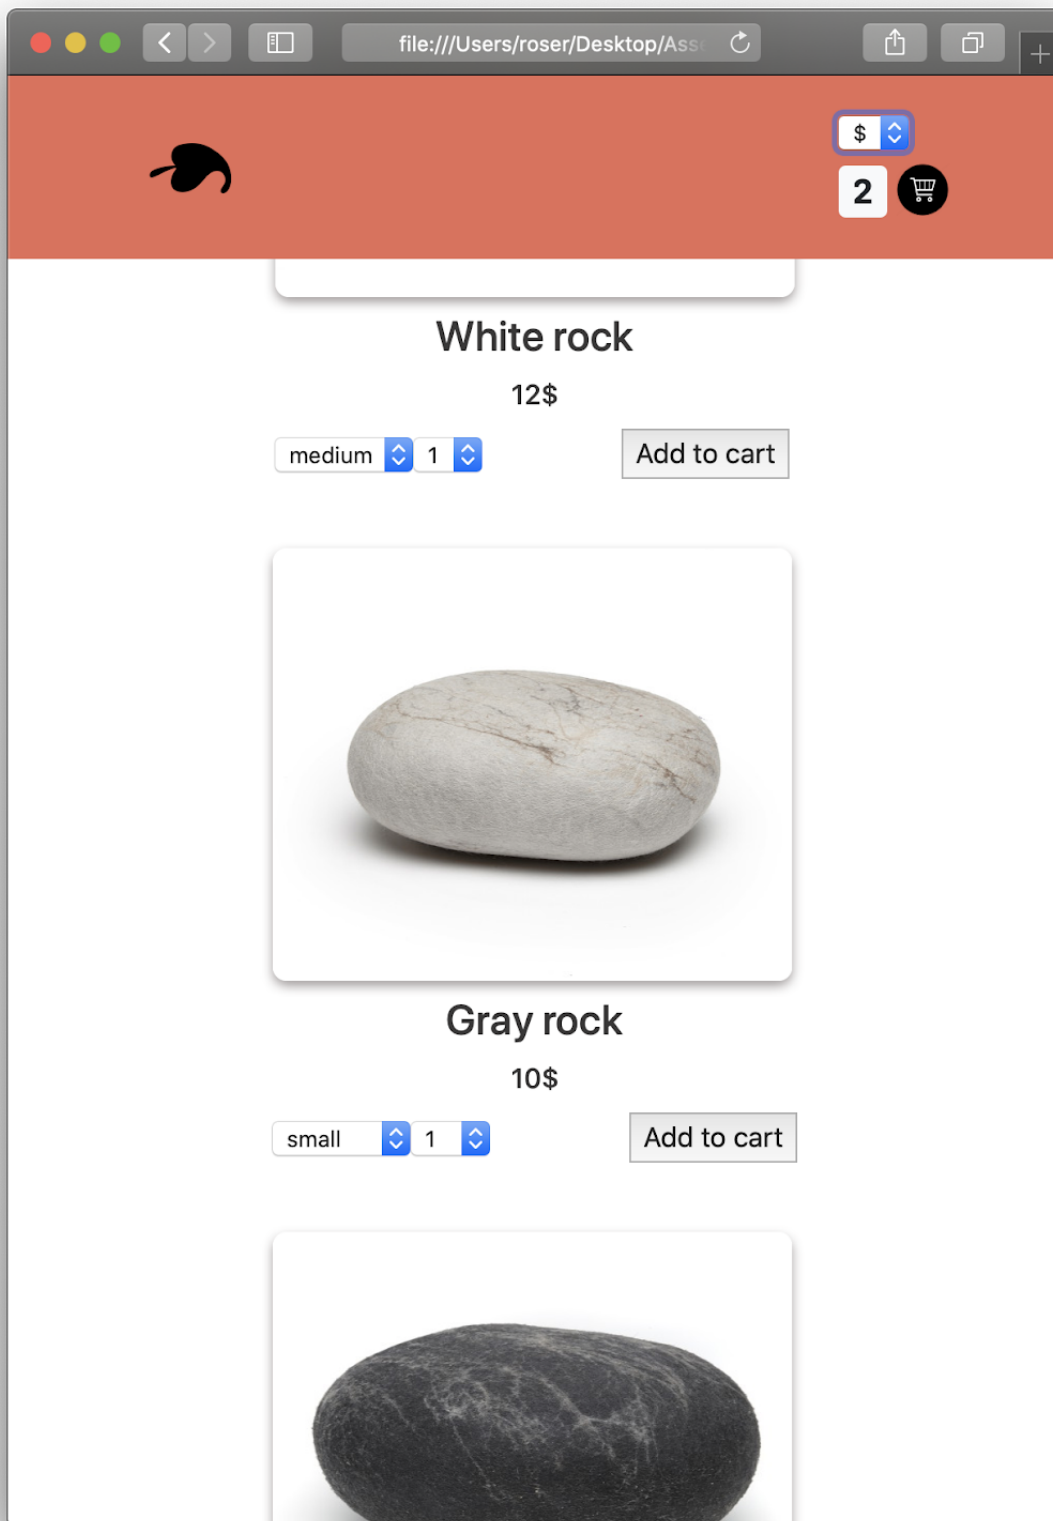 file:///Users/roser/Desktop/Asse
$
2
White rock
12$
medium 1 Add to cart
Gray rock
10$
small 1 Add to cart